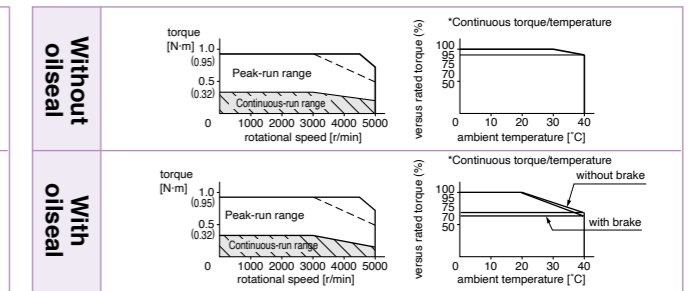 Without
oilseal
torque
[N·m]
1.0
(0.95)
0.5
(0.32)
Peak-run range
Continuous-run range
0 1000 2000 3000 4000 5000
rotational speed [r/min]
*Continuous torque/temperature
versus rated torque (%)
100
95
75
70
50
0 10 20 30 40
ambient temperature [˚C]
With
oilseal
torque
[N·m]
1.0
(0.95)
0.5
(0.32)
Peak-run range
Continuous-run range
0 1000 2000 3000 4000 5000
rotational speed [r/min]
*Continuous torque/temperature
without brake
with brake
versus rated torque (%)
100
95
75
70
50
0 10 20 30 40
ambient temperature [˚C]